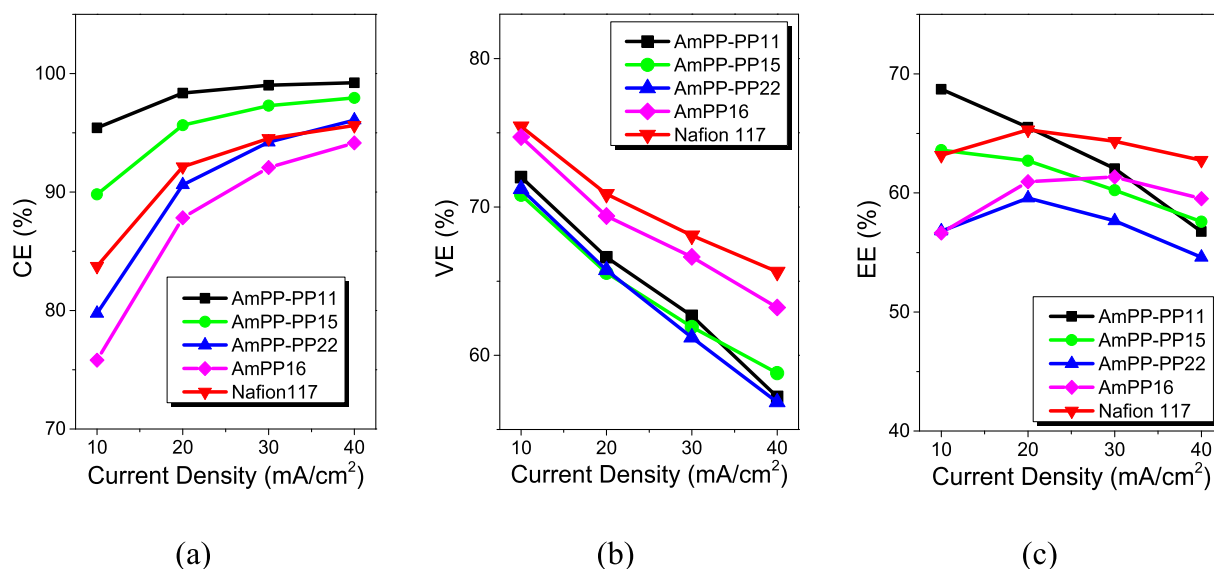 100
90
80
70
CE (%)
10 20 30 40
Current Density (mA/cm²)
AmPP-PP11
AmPP-PP15
AmPP-PP22
AmPP16
Nafion117
(a)
80
70
60
VE (%)
10 20 30 40
Current Density (mA/cm²)
AmPP-PP11
AmPP-PP15
AmPP-PP22
AmPP16
Nafion 117
(b)
70
60
50
40
EE (%)
10 20 30 40
Current Density (mA/cm²)
AmPP-PP11
AmPP-PP15
AmPP-PP22
AmPP16
Nafion 117
(c)